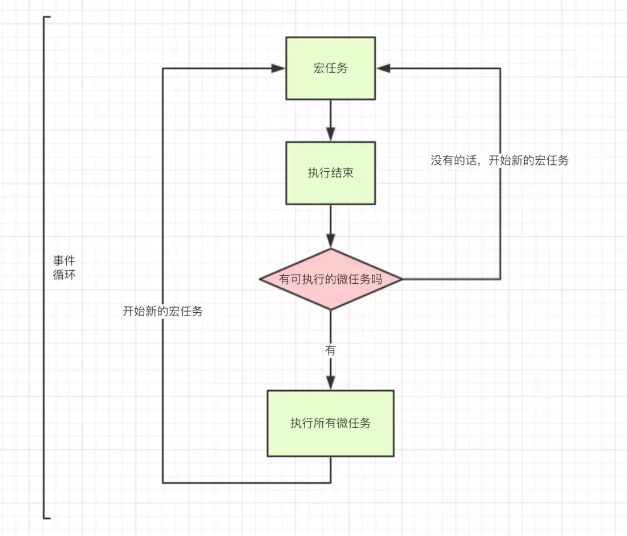 宏任务
没有的话，开始新的宏任务
执行结束
事件
循环
有可执行的微任务吗
开始新的宏任务
有
执行所有微任务